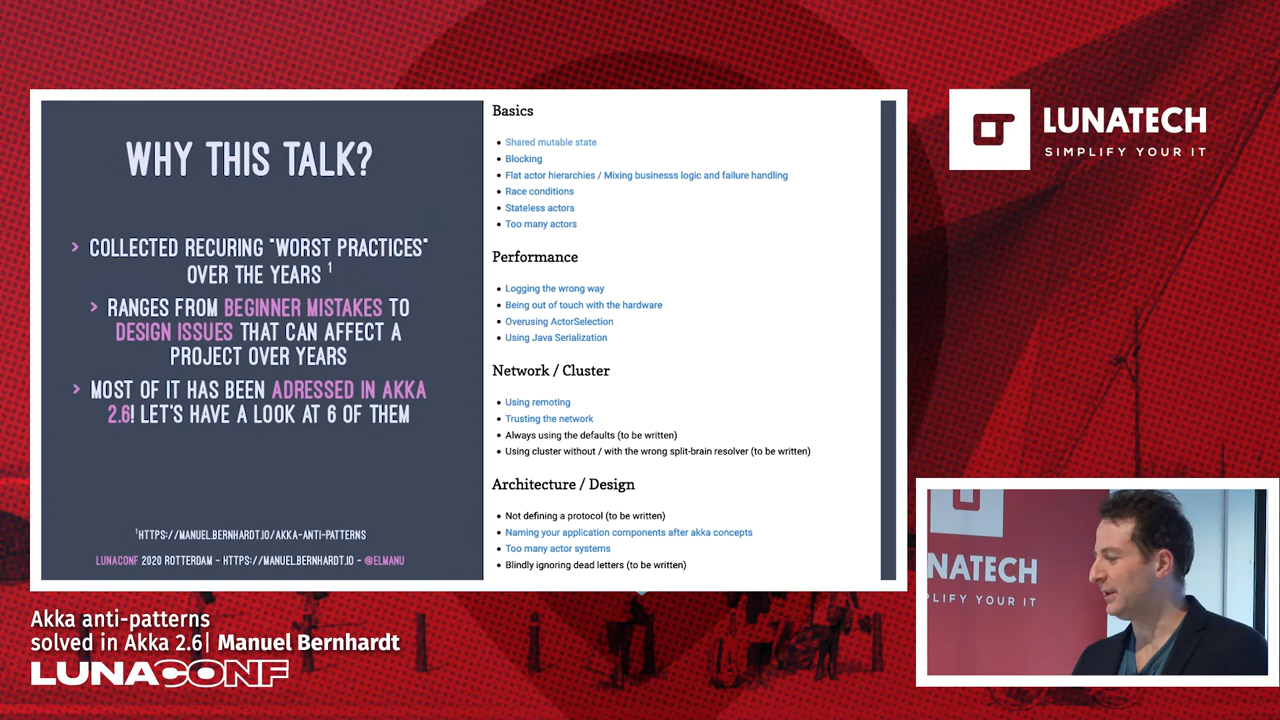 WHY THIS TALK?
> COLLECTED RECURING "WORST PRACTICES"
OVER THE YEARS 1
> RANGES FROM BEGINNER MISTAKES TO
DESIGN ISSUES THAT CAN AFFECT A
PROJECT OVER YEARS
> MOST OF IT HAS BEEN ADRESSED IN AKKA
2.6! LET'S HAVE A LOOK AT 6 OF THEM
1HTTPS://MANUEL.BERNHARDT.IO/AKKA-ANTI-PATTERNS
LUNACONF 2020 ROTTERDAM - HTTPS://MANUEL.BERNHARDT.IO - @ELMANU
Basics
• Shared mutable state
• Blocking
• Flat actor hierarchies / Mixing businesss logic and failure handling
• Race conditions
• Stateless actors
• Too many actors
Performance
• Logging the wrong way
• Being out of touch with the hardware
• Overusing ActorSelection
• Using Java Serialization
Network / Cluster
• Using remoting
• Trusting the network
• Always using the defaults (to be written)
• Using cluster without / with the wrong split-brain resolver (to be written)
Architecture / Design
• Not defining a protocol (to be written)
• Naming your application components after akka concepts
• Too many actor systems
• Blindly ignoring dead letters (to be written)
LUNATECH
SIMPLIFY YOUR IT
NATECH
PLIFY YOUR IT
Akka anti-patterns
solved in Akka 2.6| Manuel Bernhardt
LUNACONF